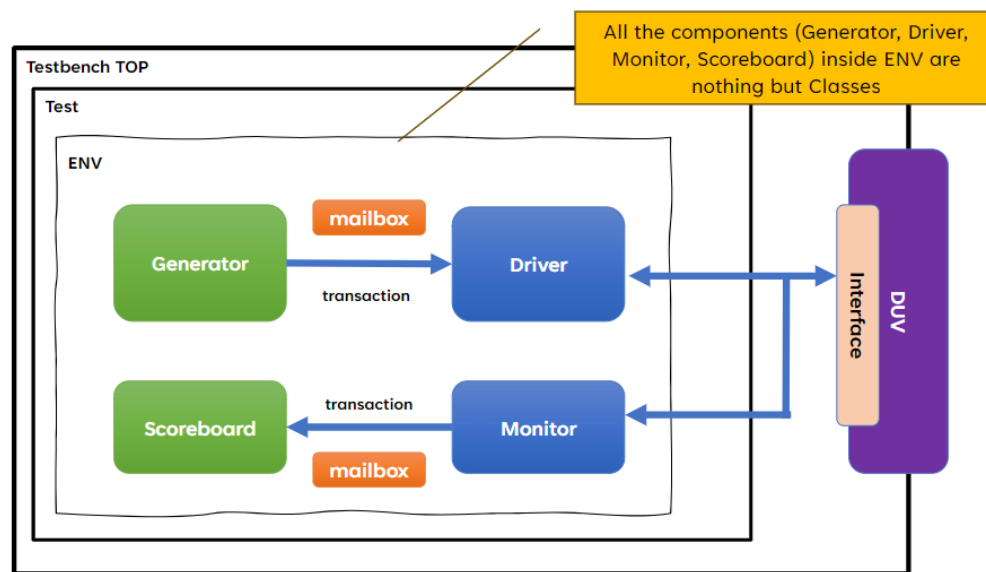 All the components (Generator, Driver,
Monitor, Scoreboard) inside ENV are
nothing but Classes
Testbench TOP
Test
ENV
mailbox
Generator
Driver
transaction
Interface
DUV
transaction
Scoreboard
Monitor
mailbox